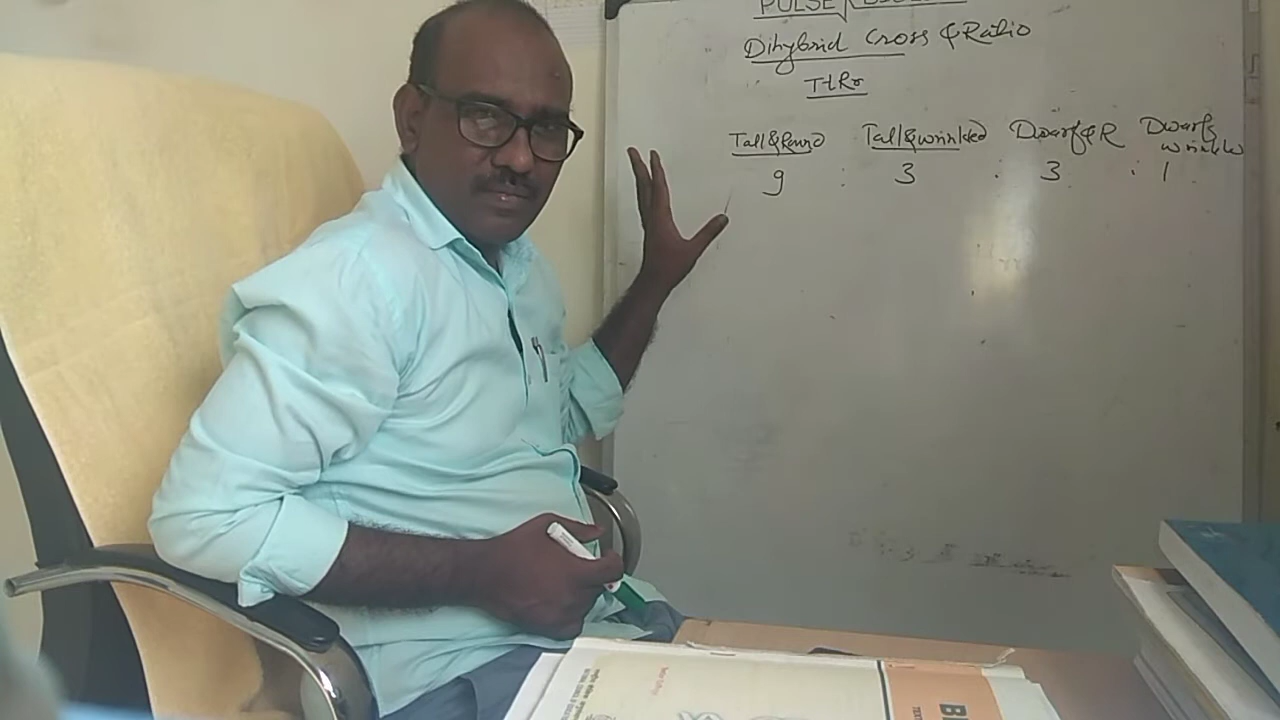 PULSE
Dihybrid Cross & Ratio
TtRr
Tall & Round Tall & wrinkled Dwarf & R Dwarf &
wrinkle
9 : 3 : 3 : 1